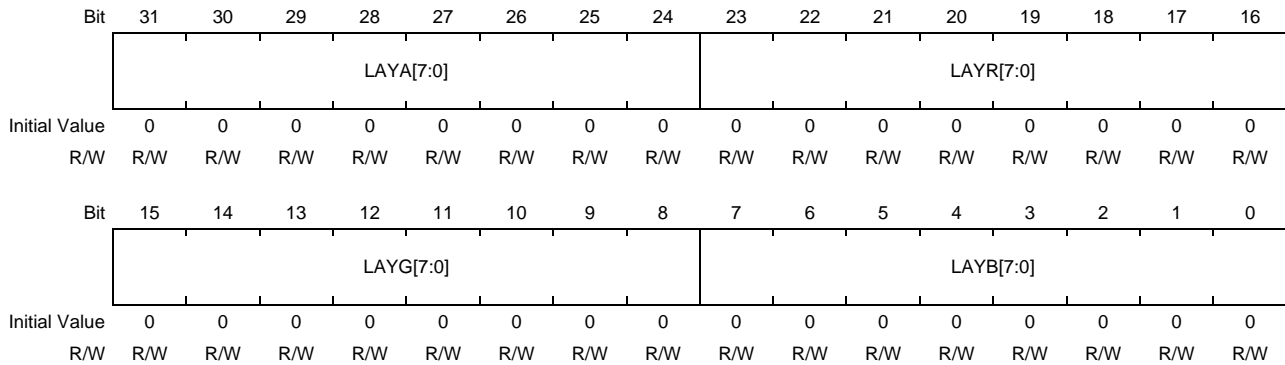 Bit 31 30 29 28 27 26 25 24 23 22 21 20 19 18 17 16
LAYA[7:0] LAYR[7:0]
Initial Value 0 0 0 0 0 0 0 0 0 0 0 0 0 0 0 0
R/W R/W R/W R/W R/W R/W R/W R/W R/W R/W R/W R/W R/W R/W R/W R/W R/W
Bit 15 14 13 12 11 10 9 8 7 6 5 4 3 2 1 0
LAYG[7:0] LAYB[7:0]
Initial Value 0 0 0 0 0 0 0 0 0 0 0 0 0 0 0 0
R/W R/W R/W R/W R/W R/W R/W R/W R/W R/W R/W R/W R/W R/W R/W R/W R/W